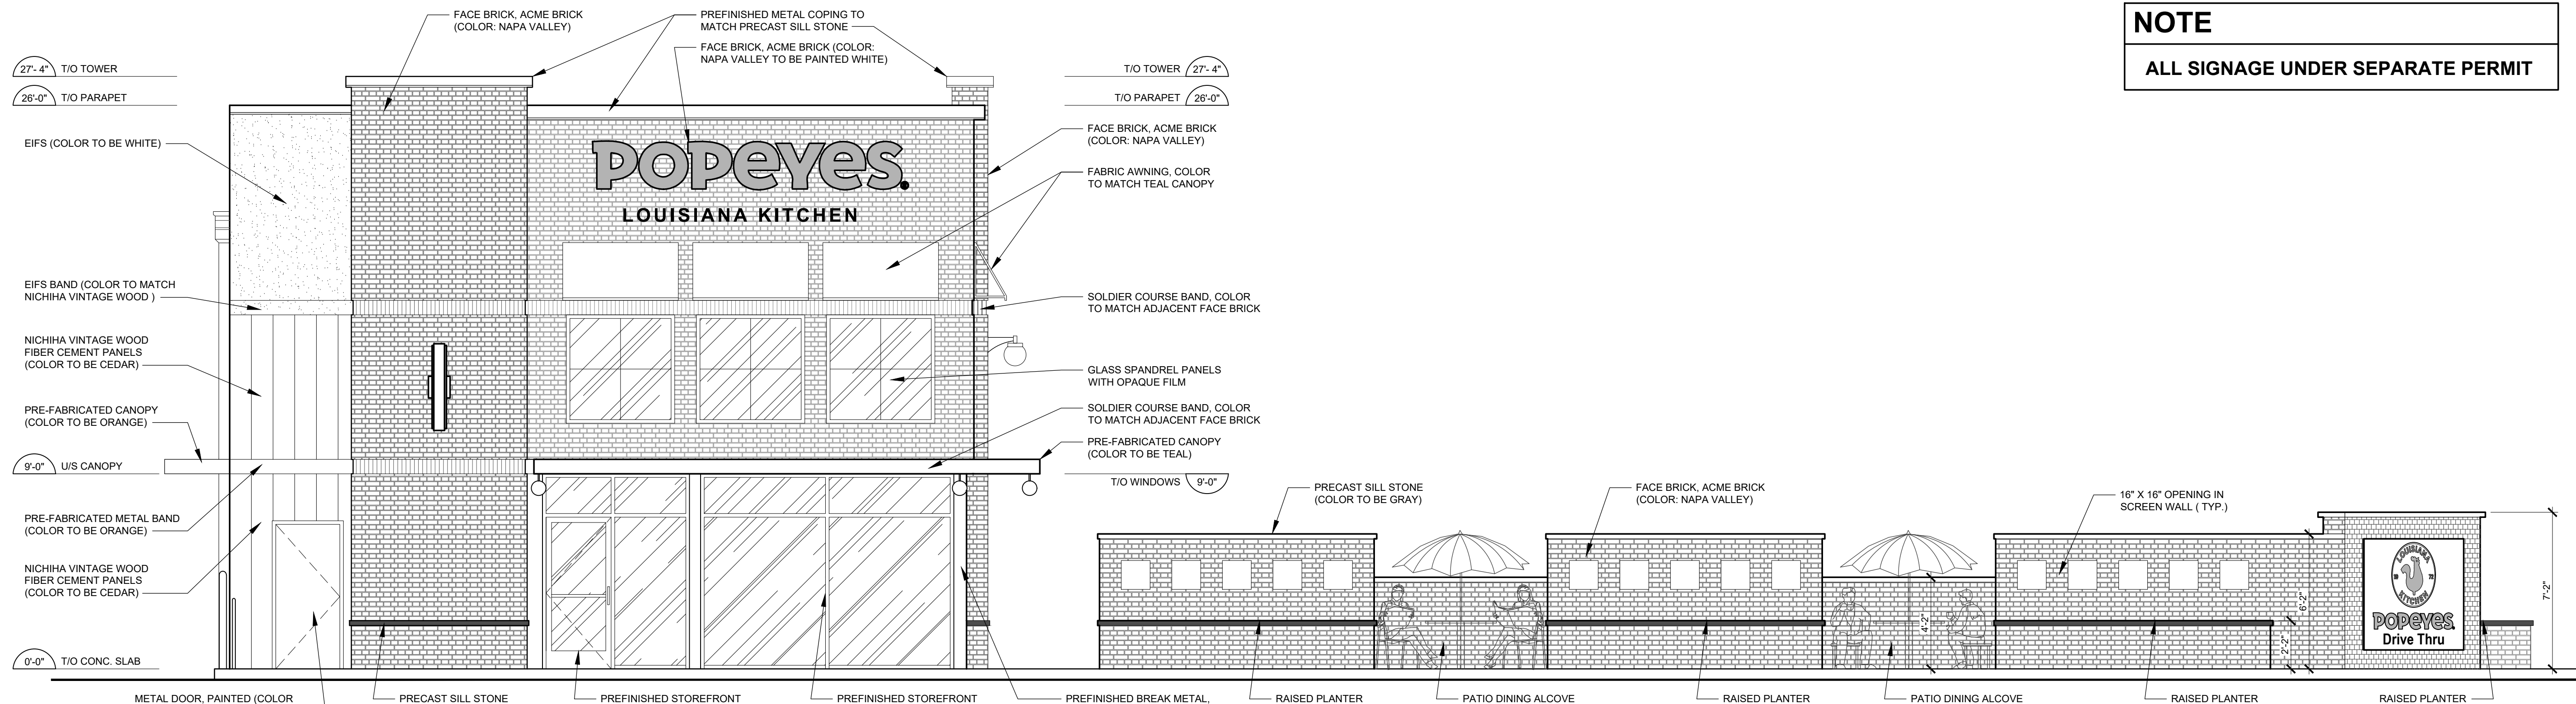 NOTE
ALL SIGNAGE UNDER SEPARATE PERMIT
FACE BRICK, ACME BRICK
(COLOR: NAPA VALLEY)
PREFINISHED METAL COPING TO
MATCH PRECAST SILL STONE
FACE BRICK, ACME BRICK (COLOR:
NAPA VALLEY TO BE PAINTED WHITE)
27'- 4" T/O TOWER
26'-0" T/O PARAPET
EIFS (COLOR TO BE WHITE)
EIFS BAND (COLOR TO MATCH
NICHIHA VINTAGE WOOD )
NICHIHA VINTAGE WOOD
FIBER CEMENT PANELS
(COLOR TO BE CEDAR)
PRE-FABRICATED CANOPY
(COLOR TO BE ORANGE)
9'-0" U/S CANOPY
PRE-FABRICATED METAL BAND
(COLOR TO BE ORANGE)
NICHIHA VINTAGE WOOD
FIBER CEMENT PANELS
(COLOR TO BE CEDAR)
0'-0" T/O CONC. SLAB
POPEYES®
LOUISIANA KITCHEN
T/O TOWER 27'- 4"
T/O PARAPET 26'-0"
FACE BRICK, ACME BRICK
(COLOR: NAPA VALLEY)
FABRIC AWNING, COLOR
TO MATCH TEAL CANOPY
SOLDIER COURSE BAND, COLOR
TO MATCH ADJACENT FACE BRICK
GLASS SPANDREL PANELS
WITH OPAQUE FILM
SOLDIER COURSE BAND, COLOR
TO MATCH ADJACENT FACE BRICK
PRE-FABRICATED CANOPY
(COLOR TO BE TEAL)
T/O WINDOWS 9'-0"
PRECAST SILL STONE
(COLOR TO BE GRAY)
FACE BRICK, ACME BRICK
(COLOR: NAPA VALLEY)
16" X 16" OPENING IN
SCREEN WALL ( TYP.)
4'-2"
6'-2"
2'-2"
7'-2"
LOUISIANA
19 72
KITCHEN
POPEYES
Drive Thru
METAL DOOR, PAINTED (COLOR
PRECAST SILL STONE
PREFINISHED STOREFRONT
PREFINISHED STOREFRONT
PREFINISHED BREAK METAL,
RAISED PLANTER
PATIO DINING ALCOVE
RAISED PLANTER
PATIO DINING ALCOVE
RAISED PLANTER
RAISED PLANTER